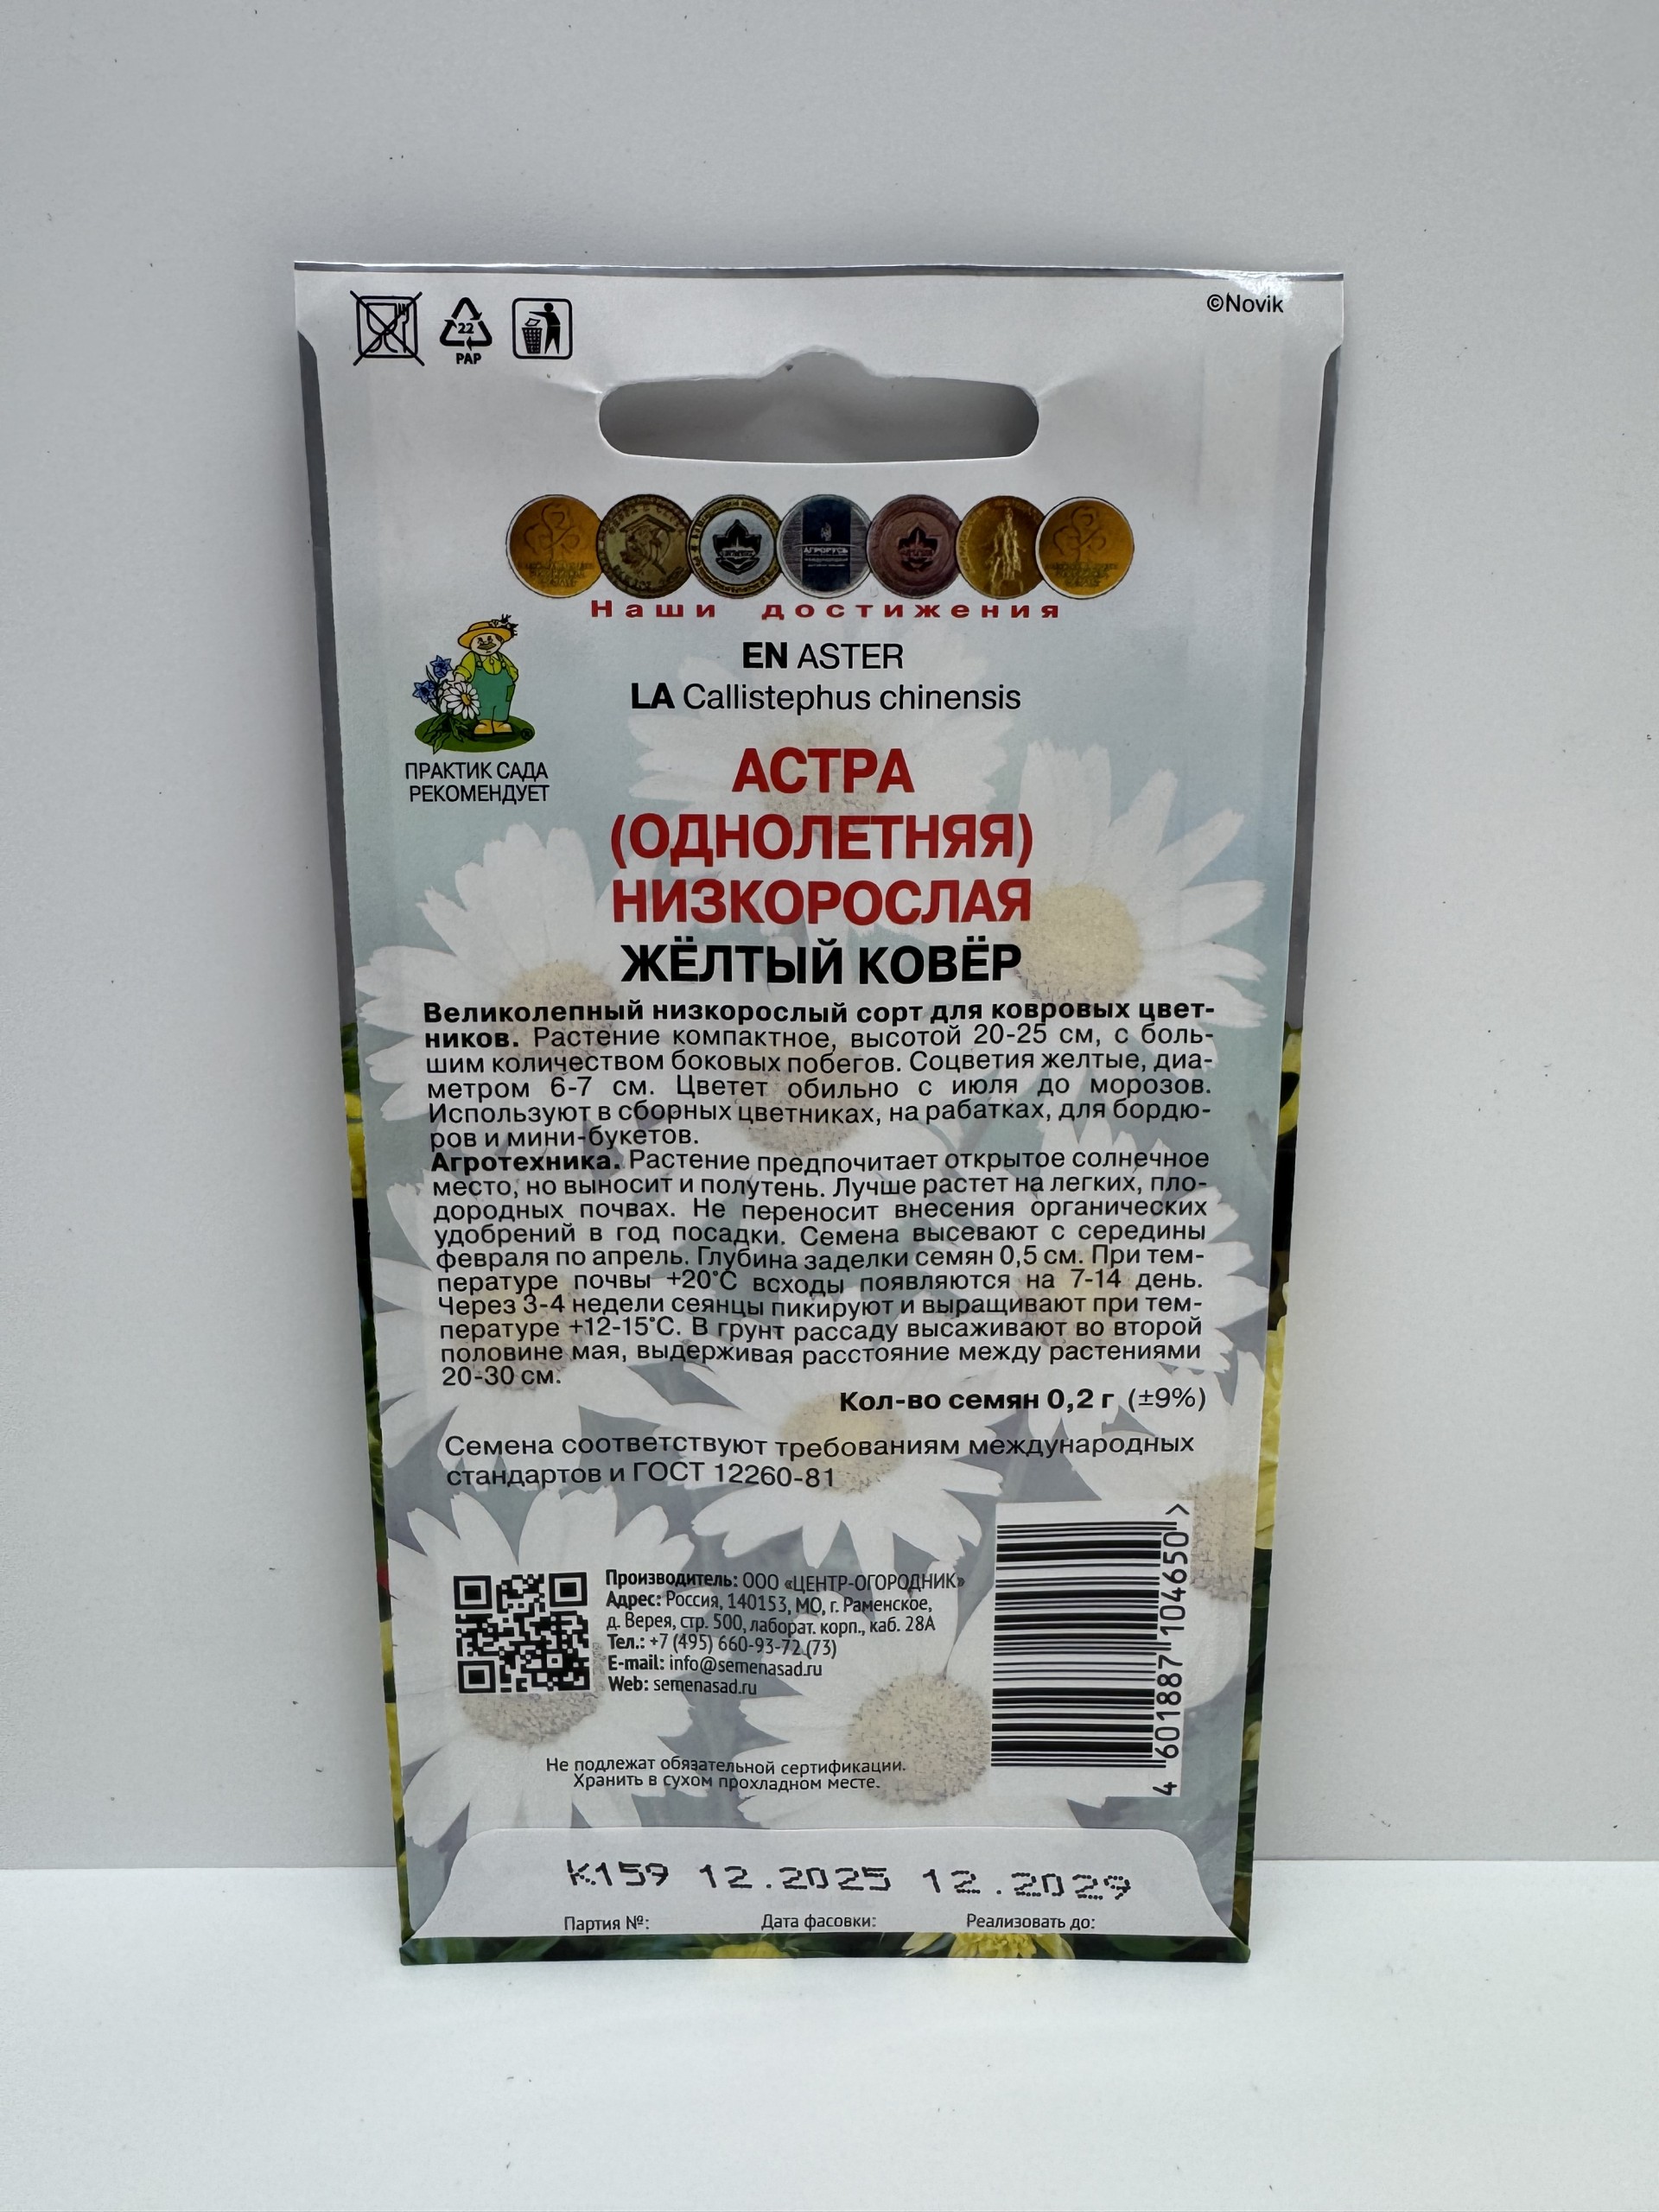 ©Novik
22
PAP
АГРОРУСЬ
Наши достижения
EN ASTER
LA Callistephus chinensis
ПРАКТИК САДА
РЕКОМЕНДУЕТ
АСТРА
(ОДНОЛЕТНЯЯ)
НИЗКОРОСЛАЯ
ЖЁЛТЫЙ КОВЁР
Великолепный низкорослый сорт для ковровых цвет-
ников. Растение компактное, высотой 20-25 см, с боль-
шим количеством боковых побегов. Соцветия желтые, диа-
метром 6-7 см. Цветет обильно с июля до морозов.
Используют в сборных цветниках, на рабатках, для бордю-
ров и мини-букетов.
Агротехника. Растение предпочитает открытое солнечное
место, но выносит и полутень. Лучше растет на легких, пло-
дородных почвах. Не переносит внесения органических
удобрений в год посадки. Семена высевают с середины
февраля по апрель. Глубина заделки семян 0,5 см. При тем-
пературе почвы +20°С всходы появляются на 7-14 день.
Через 3-4 недели сеянцы пикируют и выращивают при тем-
пературе +12-15°С. В грунт рассаду высаживают во второй
половине мая, выдерживая расстояние между растениями
20-30 см.
Кол-во семян 0,2 г (±9%)
Семена соответствуют требованиям международных
стандартов и ГОСТ 12260-81
Производитель: ООО «ЦЕНТР-ОГОРОДНИК»
Адрес: Россия, 140153, МО, г. Раменское,
д. Верея, стр. 500, лаборат. корп., каб. 28А
Тел.: +7 (495) 660-93-72 (73)
E-mail: info@semenasad.ru
Web: semenasad.ru
4 601887 104650 >
Не подлежат обязательной сертификации.
Хранить в сухом прохладном месте.
К159 12.2025 12.2029
Партия №: Дата фасовки: Реализовать до: